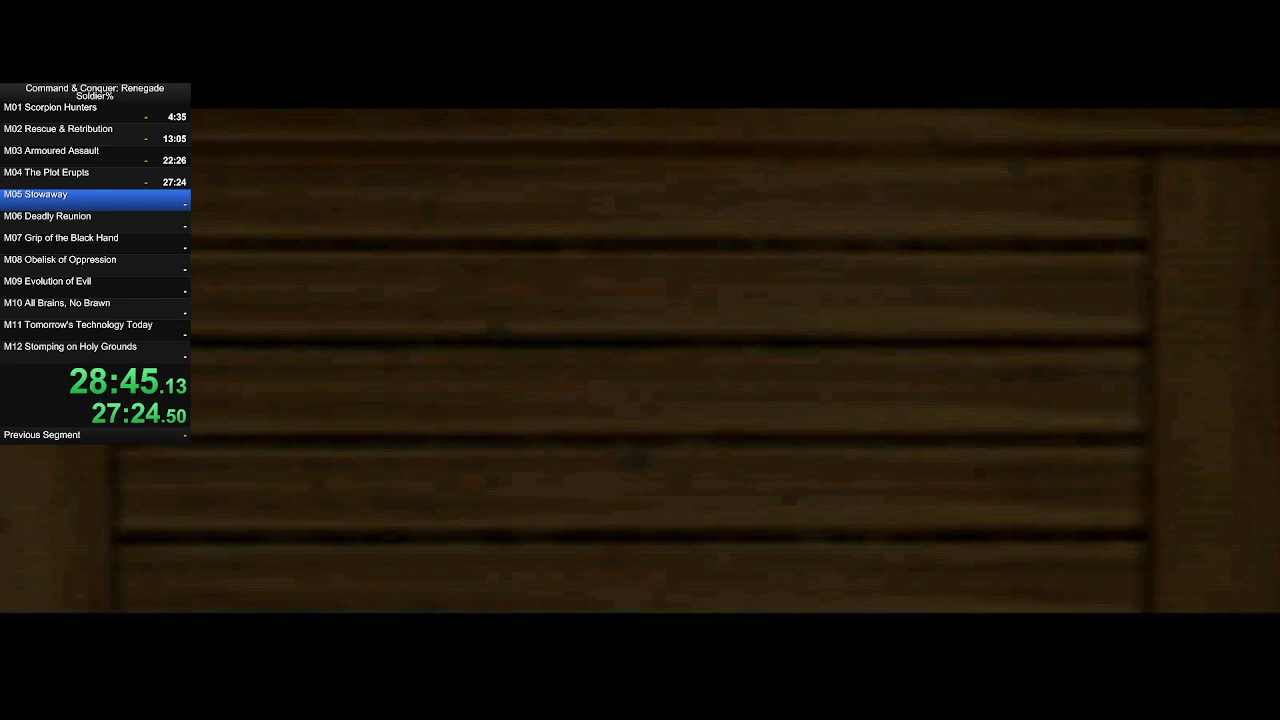 Command & Conquer: Renegade
Soldier%
M01 Scorpion Hunters
- 4:35
M02 Rescue & Retribution
- 13:05
M03 Armoured Assault
- 22:26
M04 The Plot Erupts
- 27:24
M05 Stowaway
-
M06 Deadly Reunion
-
M07 Grip of the Black Hand
-
M08 Obelisk of Oppression
-
M09 Evolution of Evil
-
M10 All Brains, No Brawn
-
M11 Tomorrow's Technology Today
-
M12 Stomping on Holy Grounds
-
28:45.13
27:24.50
Previous Segment -